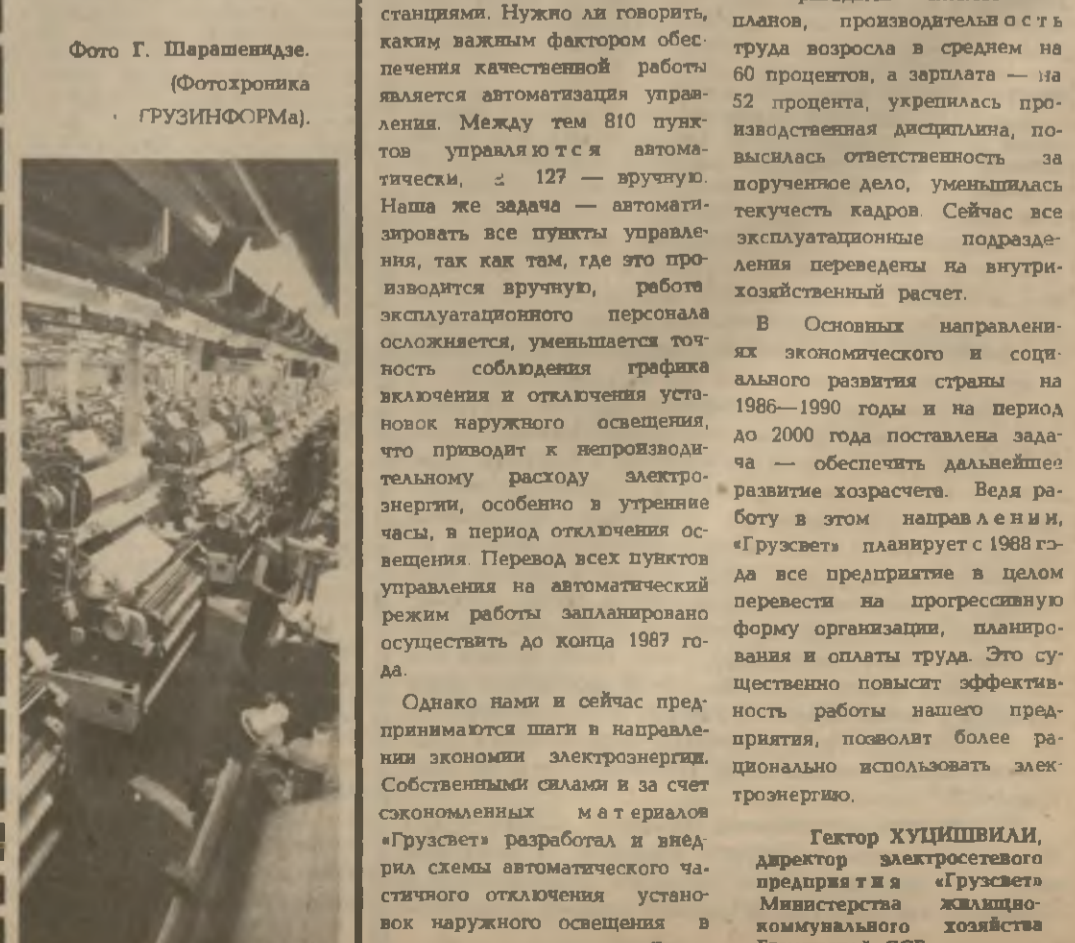 Фото Г. Шарашенидзе.
(Фотохроника
ГРУЗИНФОРМа).
станциями. Нужно ли говорить,
каким важным фактором обес-
печения качественной работы
является автоматизация управ-
ления. Между тем 810 пунк-
тов управляются автома-
тически, 127 — вручную.
Наша же задача — автомати-
зировать все пункты управле-
ния, так как там, где это про-
изводится вручную, работа
эксплуатационного персонала
осложняется, уменьшается точ-
ность соблюдения графика
включения и отключения уста-
новок наружного освещения,
что приводит к непроизводи-
тельному расходу электро-
энергии, особенно в утренние
часы, в период отключения ос-
вещения. Перевод всех пунктов
управления на автоматический
режим работы запланировано
осуществить до конца 1987 го-
да.
Однако нами и сейчас пред-
принимаются шаги в направле-
нии экономии электроэнергии.
Собственными силами и за счет
сэкономленных материалов
«Грузсвет» разработал и внед-
рил схемы автоматического ча-
стичного отключения устано-
вок наружного освещения в
планов, производительность
труда возросла в среднем на
60 процентов, а зарплата — на
52 процента, укрепилась про-
изводственная дисциплина, по-
высилась ответственность за
порученное дело, уменьшилась
текучесть кадров. Сейчас все
эксплуатационные подразде-
ления переведены на внутри-
хозяйственный расчет.
В Основных направлени-
ях экономического и соци-
ального развития страны на
1986—1990 годы и на период
до 2000 года поставлена зада-
ча — обеспечить дальнейшее
развитие хозрасчета. Ведя ра-
боту в этом направлении,
«Грузсвет» планирует с 1988 го-
да все предприятие в целом
перевести на прогрессивную
форму организации, планиро-
вания и оплаты труда. Это су-
щественно повысит эффектив-
ность работы нашего пред-
приятия, позволит более ра-
ционально использовать элек-
троэнергию.
Гектор ХУЦИШВИЛИ,
директор электросетевого
предприятия «Грузсвет»
Министерства жилищно-
коммунального хозяйства